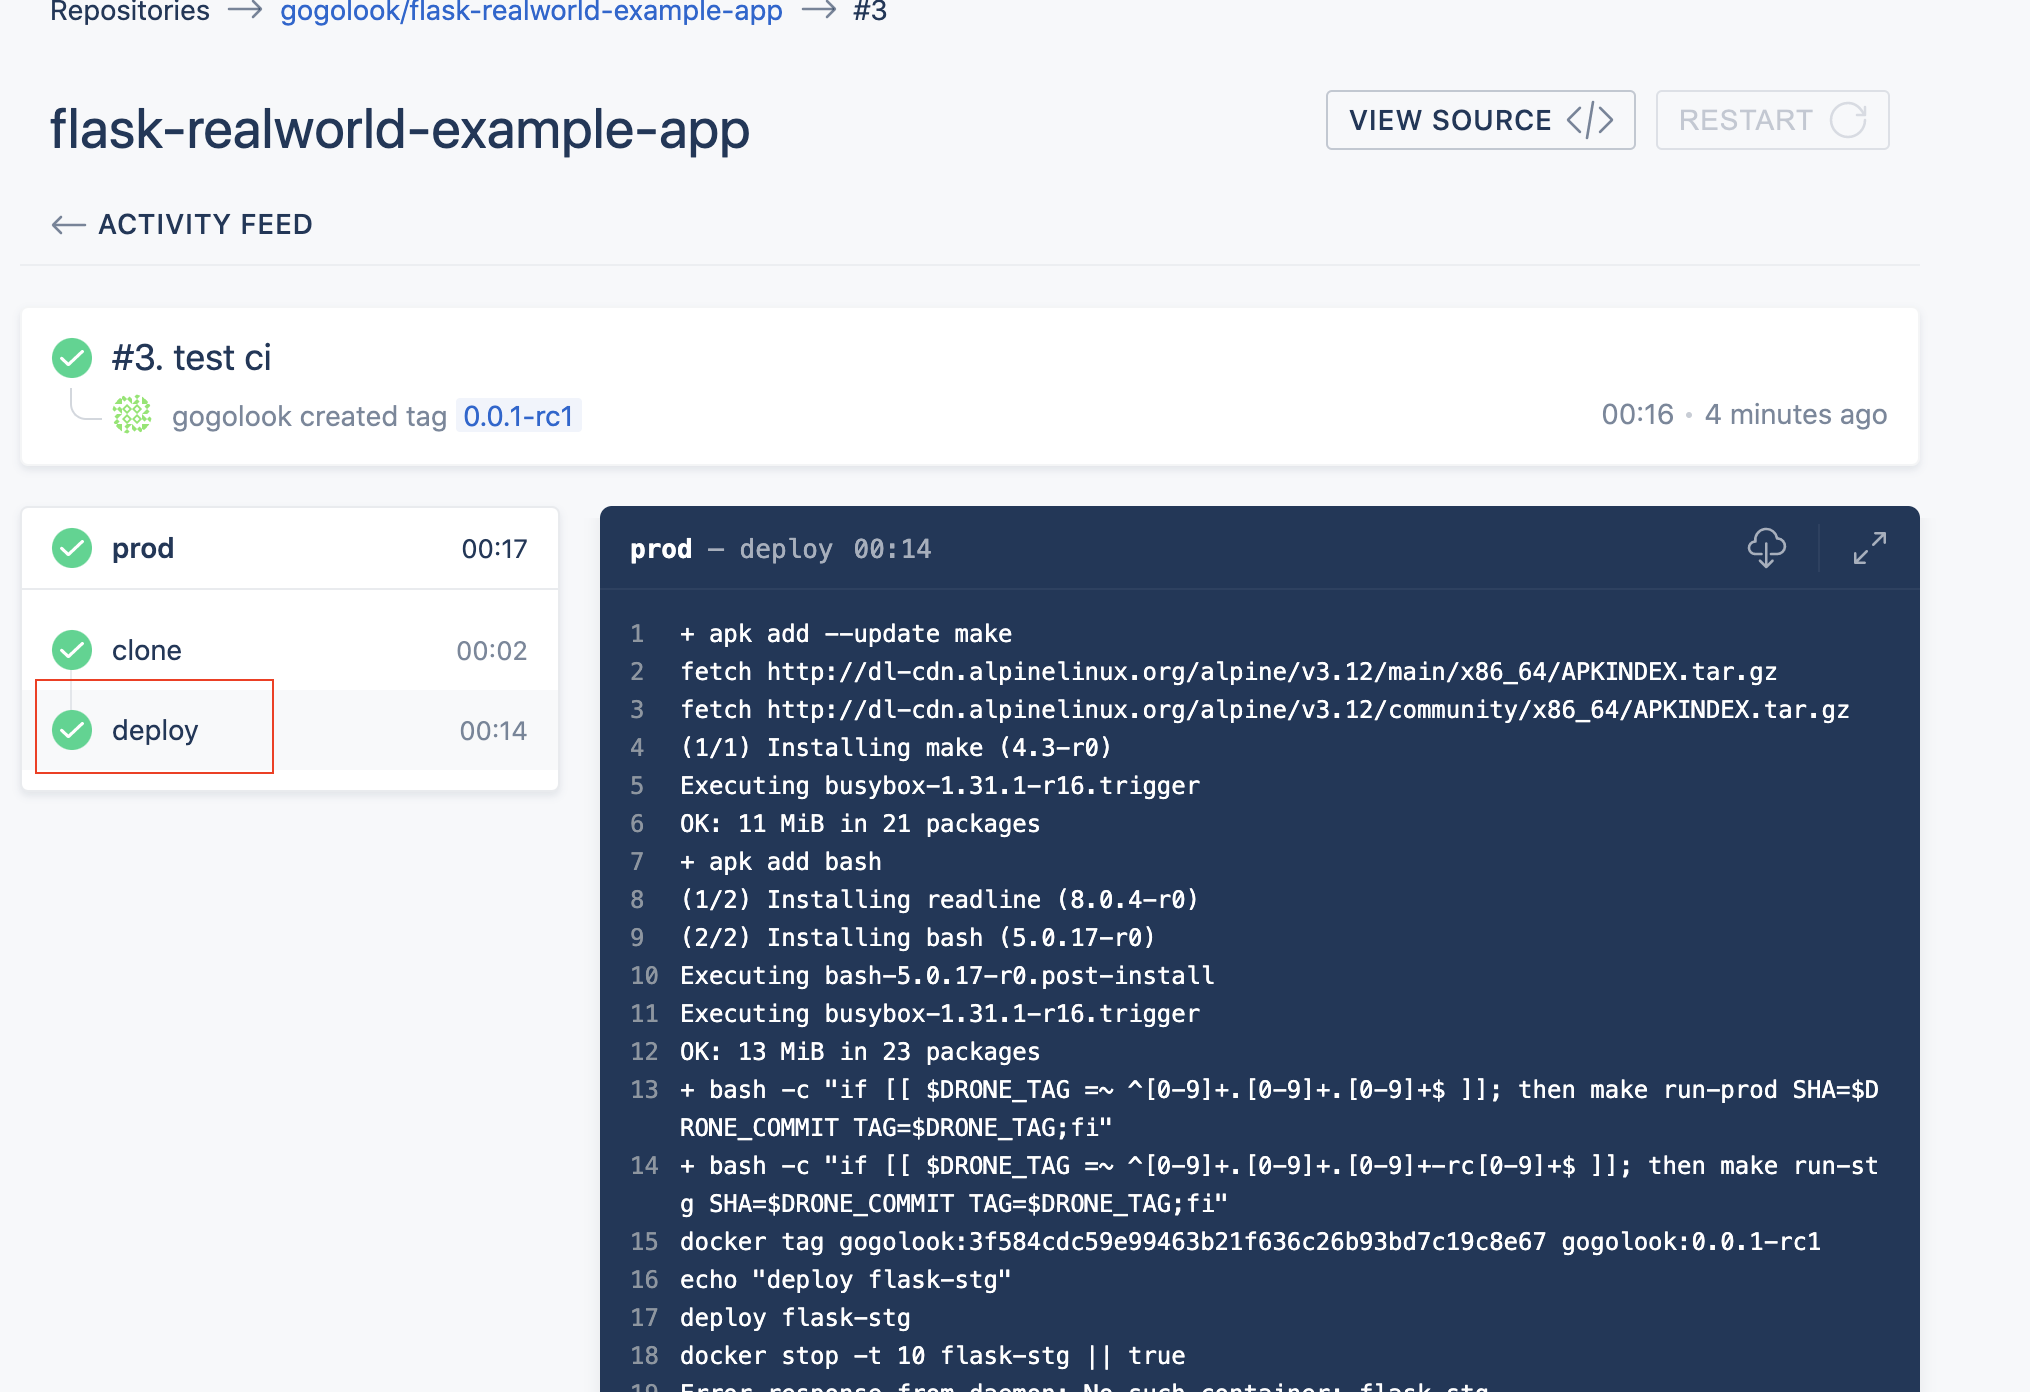 Repositories → gogolook/flask-realworld-example-app → #3
flask-realworld-example-app
VIEW SOURCE </>
RESTART
← ACTIVITY FEED
#3. test ci
gogolook created tag 0.0.1-rc1
00:16 • 4 minutes ago
prod 00:17
clone 00:02
deploy 00:14
prod — deploy 00:14
1 + apk add --update make
2 fetch http://dl-cdn.alpinelinux.org/alpine/v3.12/main/x86_64/APKINDEX.tar.gz
3 fetch http://dl-cdn.alpinelinux.org/alpine/v3.12/community/x86_64/APKINDEX.tar.gz
4 (1/1) Installing make (4.3-r0)
5 Executing busybox-1.31.1-r16.trigger
6 OK: 11 MiB in 21 packages
7 + apk add bash
8 (1/2) Installing readline (8.0.4-r0)
9 (2/2) Installing bash (5.0.17-r0)
10 Executing bash-5.0.17-r0.post-install
11 Executing busybox-1.31.1-r16.trigger
12 OK: 13 MiB in 23 packages
13 + bash -c "if [[ $DRONE_TAG =~ ^[0-9]+.[0-9]+.[0-9]+$ ]]; then make run-prod SHA=$D
RONE_COMMIT TAG=$DRONE_TAG;fi"
14 + bash -c "if [[ $DRONE_TAG =~ ^[0-9]+.[0-9]+.[0-9]+-rc[0-9]+$ ]]; then make run-st
g SHA=$DRONE_COMMIT TAG=$DRONE_TAG;fi"
15 docker tag gogolook:3f584cdc59e99463b21f636c26b93bd7c19c8e67 gogolook:0.0.1-rc1
16 echo "deploy flask-stg"
17 deploy flask-stg
18 docker stop -t 10 flask-stg || true
19 Error response from daemon: No such container: flask-stg